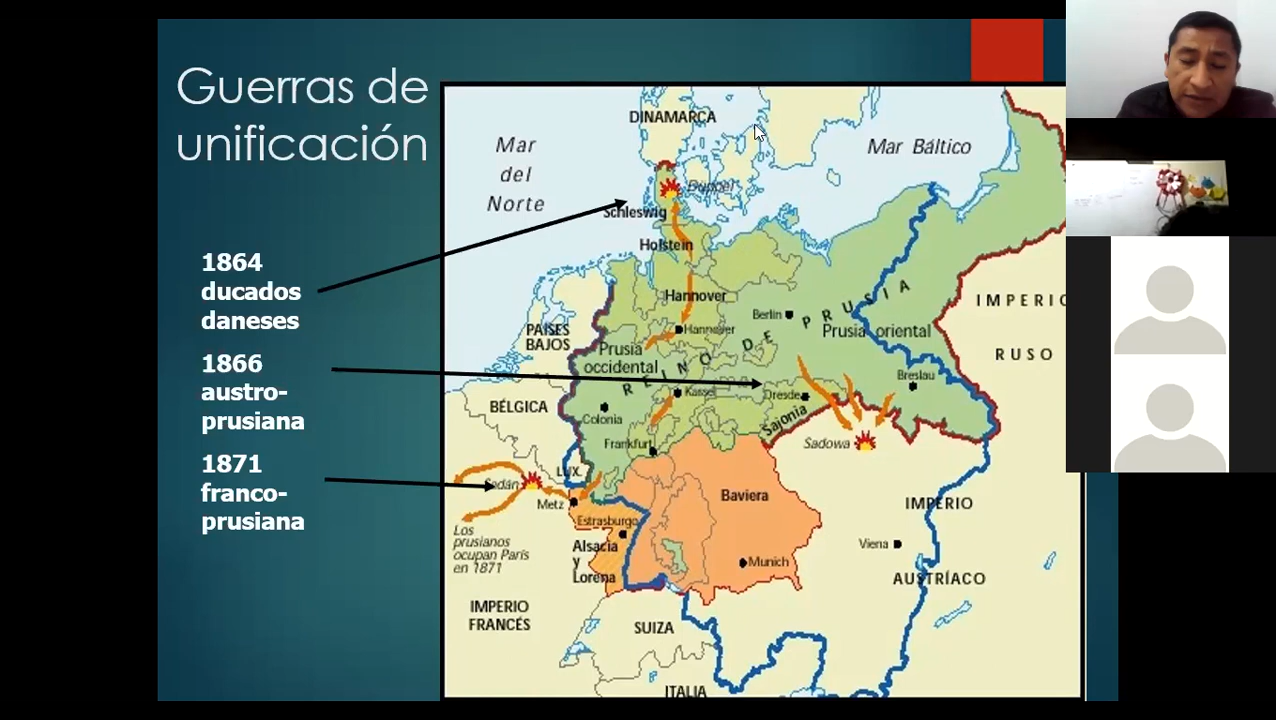 Guerras de
unificación
1864
ducados
daneses
1866
austro-
prusiana
1871
franco-
prusiana
DINAMARCA
Mar
del
Norte
Mar Báltico
Düppel
Schleswig
Holstein
Hannover
Hannover
Berlín
REINO DE PRUSIA
Prusia oriental
IMPERIO
RUSO
PAÍSES
BAJOS
Prusia
occidental
Kassel
Dresde
Breslau
BÉLGICA
Colonia
Sajonia
Frankfurt
Sadowa
LUX.
Sedán
Metz
Baviera
Estrasburgo
IMPERIO
AUSTRÍACO
Los
prusianos
ocupan París
en 1871
Alsacia
y
Lorena
Viena
Munich
IMPERIO
FRANCÉS
SUIZA
ITALIA